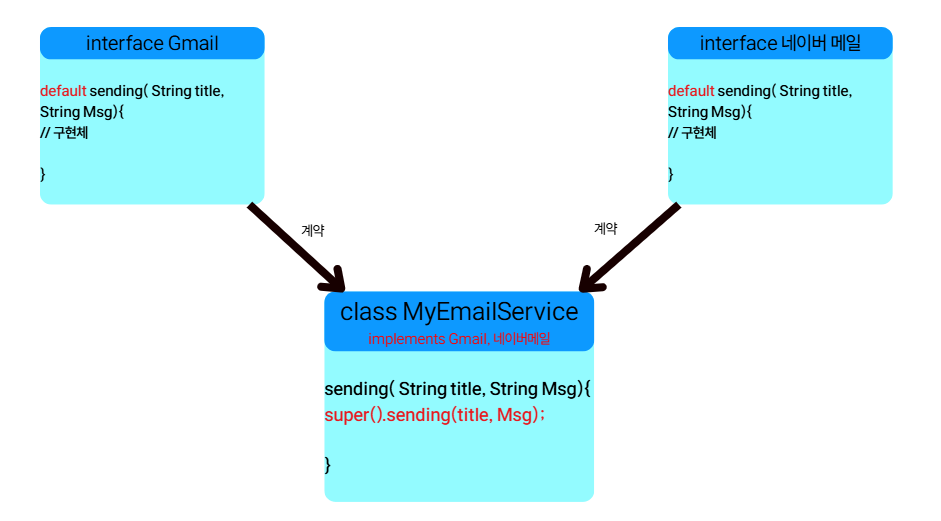 interface Gmail
default sending( String title,
String Msg){
// 구현체
}
interface 네이버 메일
default sending( String title,
String Msg){
// 구현체
}
계약
계약
class MyEmailService
implements Gmail, 네이버메일
sending( String title, String Msg){
super().sending(title, Msg);
}